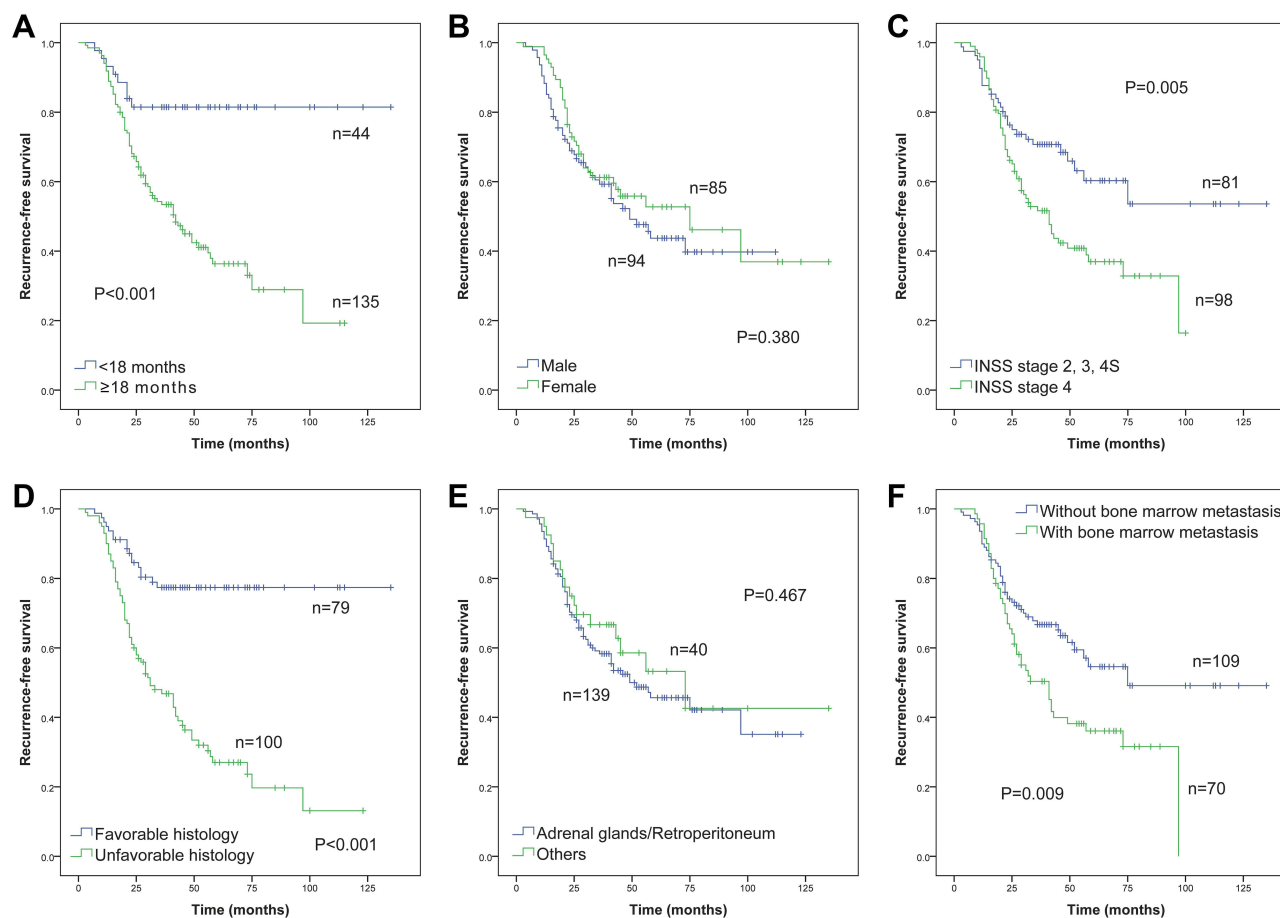 A
Recurrence-free survival
1.0
0.8
0.6
0.4
0.2
0.0
n=44
P<0.001
n=135
<18 months
≥18 months
0 25 50 75 100 125
Time (months)
B
Recurrence-free survival
1.0
0.8
0.6
0.4
0.2
0.0
n=85
n=94
P=0.380
Male
Female
0 25 50 75 100 125
Time (months)
C
Recurrence-free survival
1.0
0.8
0.6
0.4
0.2
0.0
P=0.005
n=81
n=98
INSS stage 2, 3, 4S
INSS stage 4
0 25 50 75 100 125
Time (months)
D
Recurrence-free survival
1.0
0.8
0.6
0.4
0.2
0.0
n=79
n=100
Favorable histology
P<0.001
Unfavorable histology
0 25 50 75 100 125
Time (months)
E
Recurrence-free survival
1.0
0.8
0.6
0.4
0.2
0.0
P=0.467
n=40
n=139
Adrenal glands/Retroperitoneum
Others
0 25 50 75 100 125
Time (months)
F
Recurrence-free survival
1.0
0.8
0.6
0.4
0.2
0.0
Without bone marrow metastasis
With bone marrow metastasis
n=109
n=70
P=0.009
0 25 50 75 100 125
Time (months)